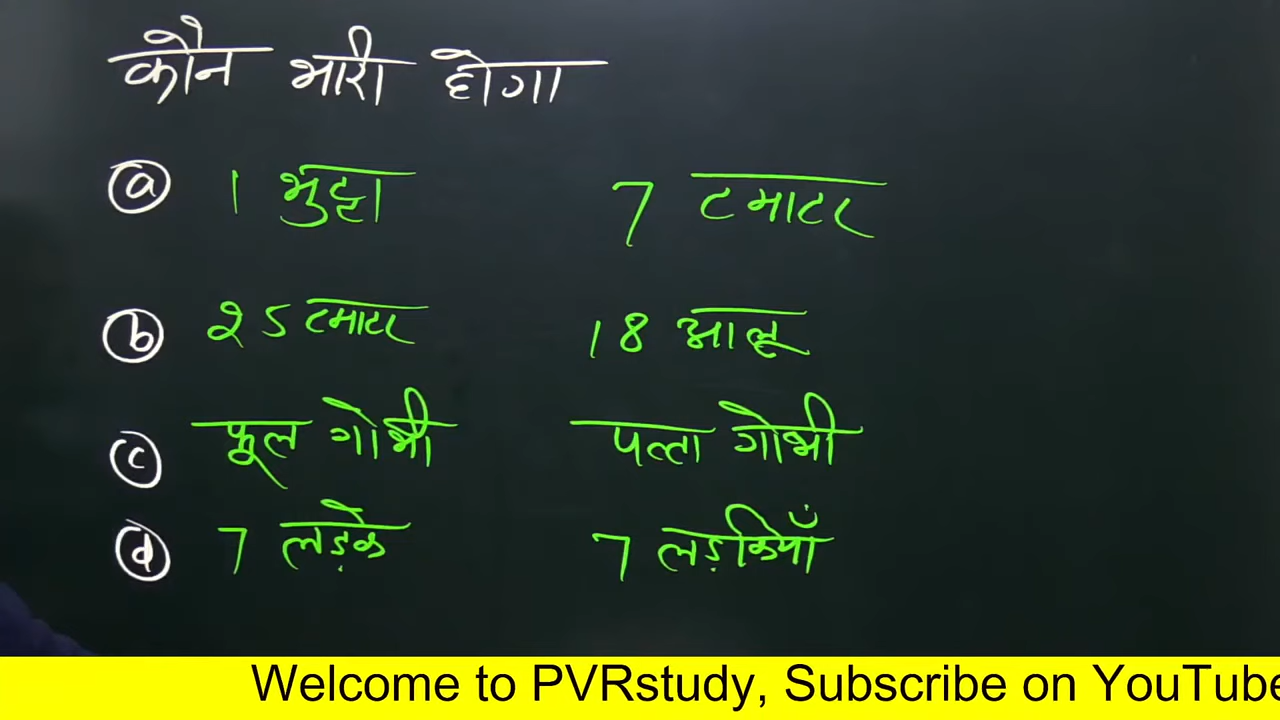 कौन भारी होगा
(a) 1 भुट्टा 7 टमाटर
(b) 25 टमाटर 18 आलू
(c) फूल गोभी पत्ता गोभी
(d) 7 लड़के 7 लड़कियाँ
Welcome to PVRstudy, Subscribe on YouTube